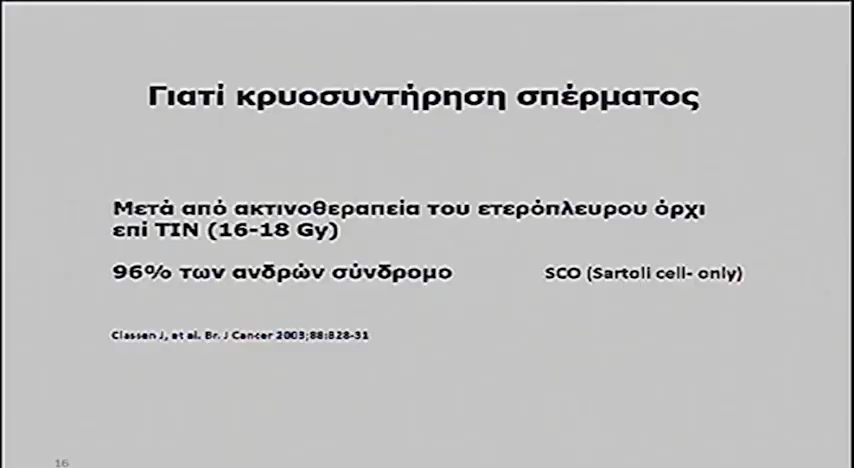 Γιατί κρυοσυντήρηση σπέρματος
Μετά από ακτινοθεραπεία του ετερόπλευρου όρχι
επί TIN (16-18 Gy)
96% των ανδρών σύνδρομο SCO (Sartoli cell- only)
Classen J, et al. Br. J Cancer 2003;88:828-31
16